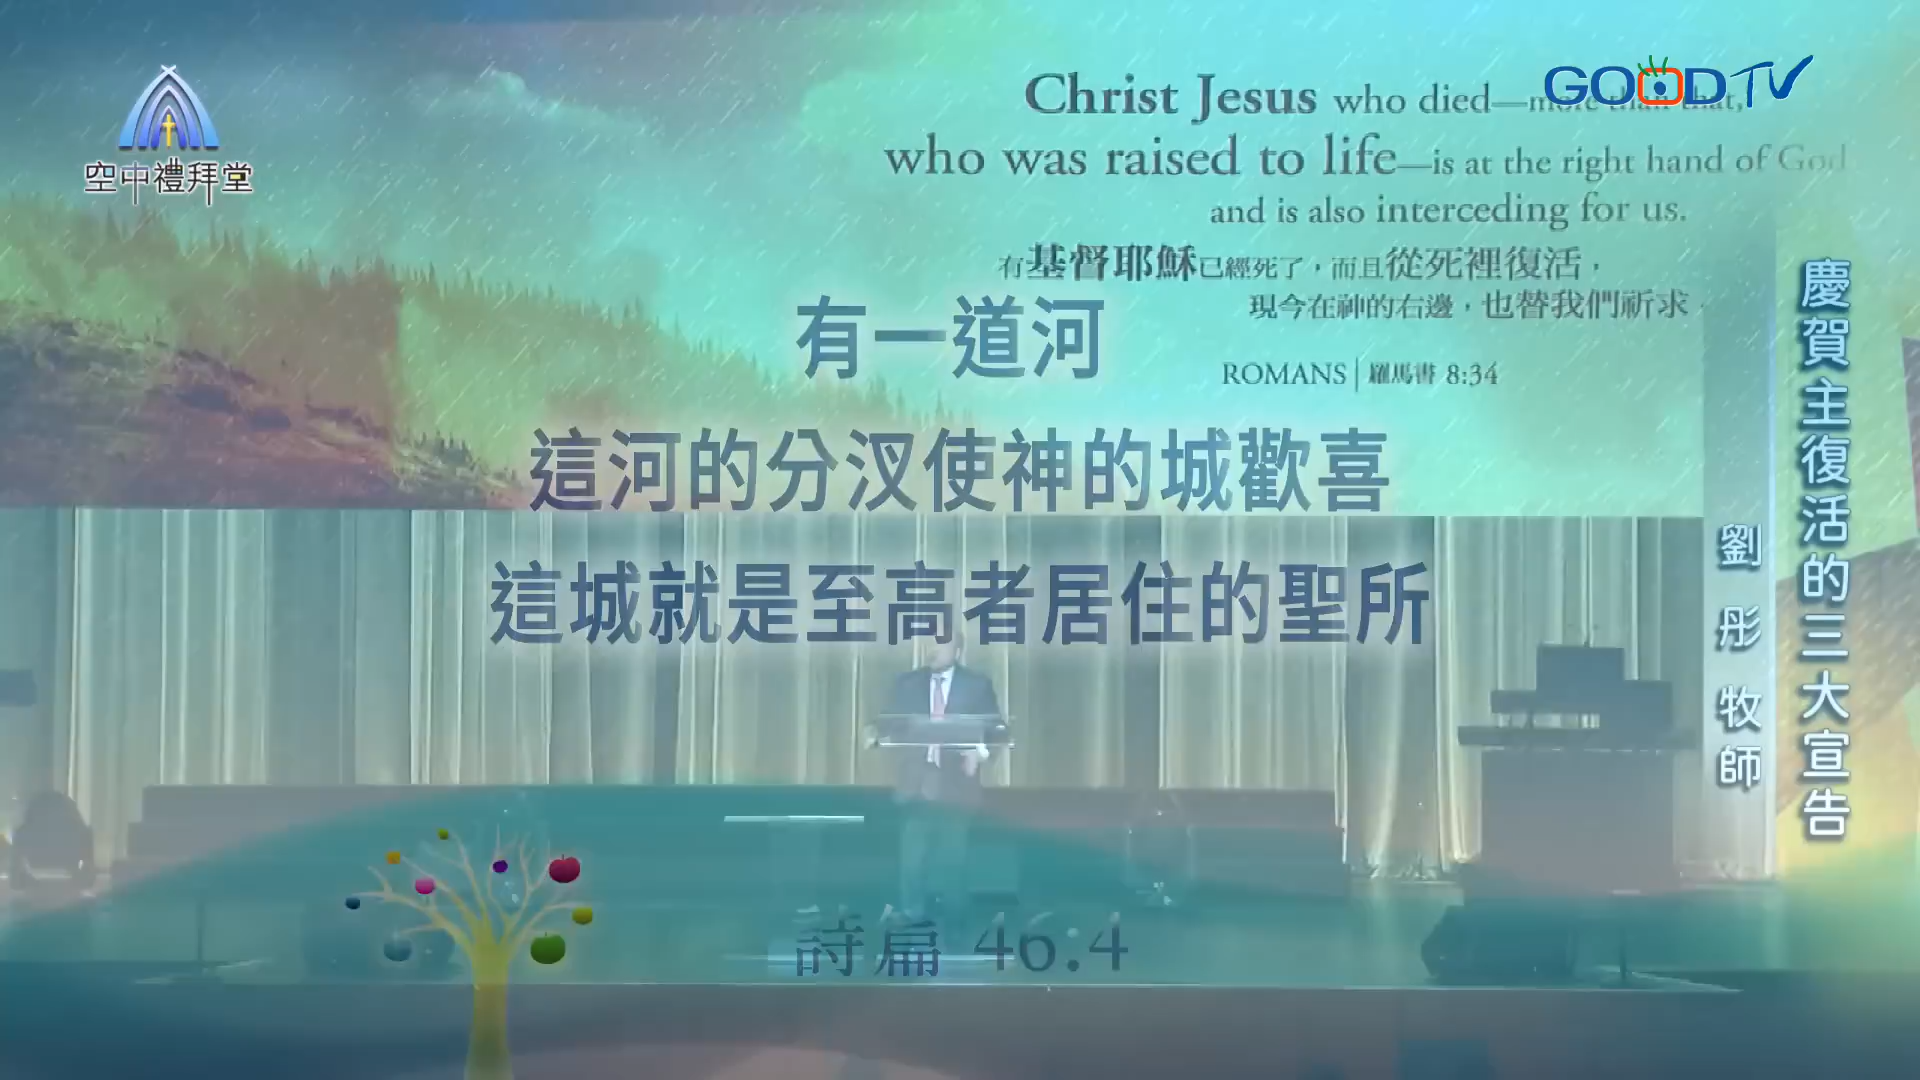 空中禮拜堂
GOODTV
Christ Jesus who died—more than that,
who was raised to life—is at the right hand of God
and is also interceding for us.
有基督耶穌已經死了，而且從死裡復活，
現今在神的右邊，也替我們祈求。
ROMANS | 羅馬書 8:34
有一道河
這河的分汊使神的城歡喜
這城就是至高者居住的聖所
詩篇 46:4
慶賀主復活的三大宣告
劉彤牧師